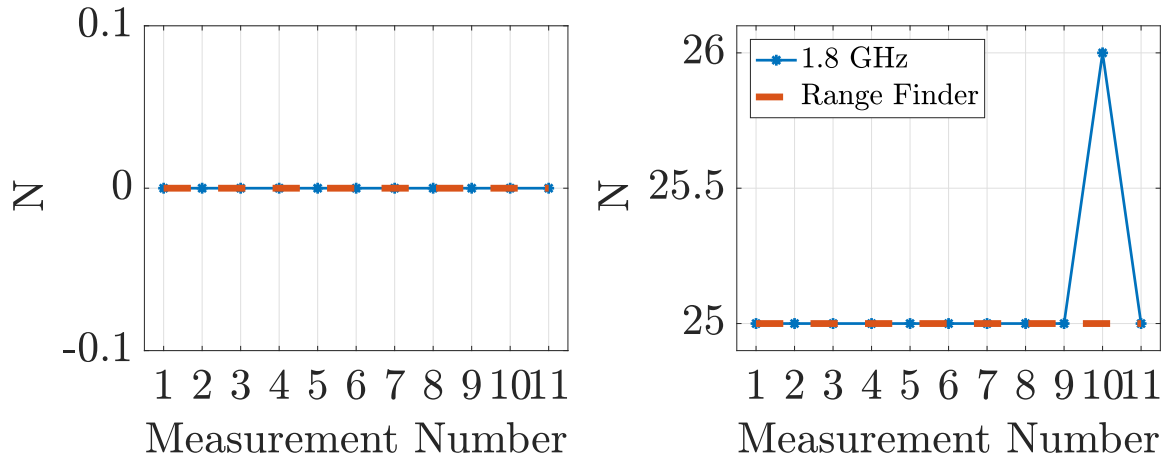 0.1
0
-0.1
N
1 2 3 4 5 6 7 8 9 10 11
Measurement Number
26
25.5
25
N
1.8 GHz
Range Finder
1 2 3 4 5 6 7 8 9 10 11
Measurement Number